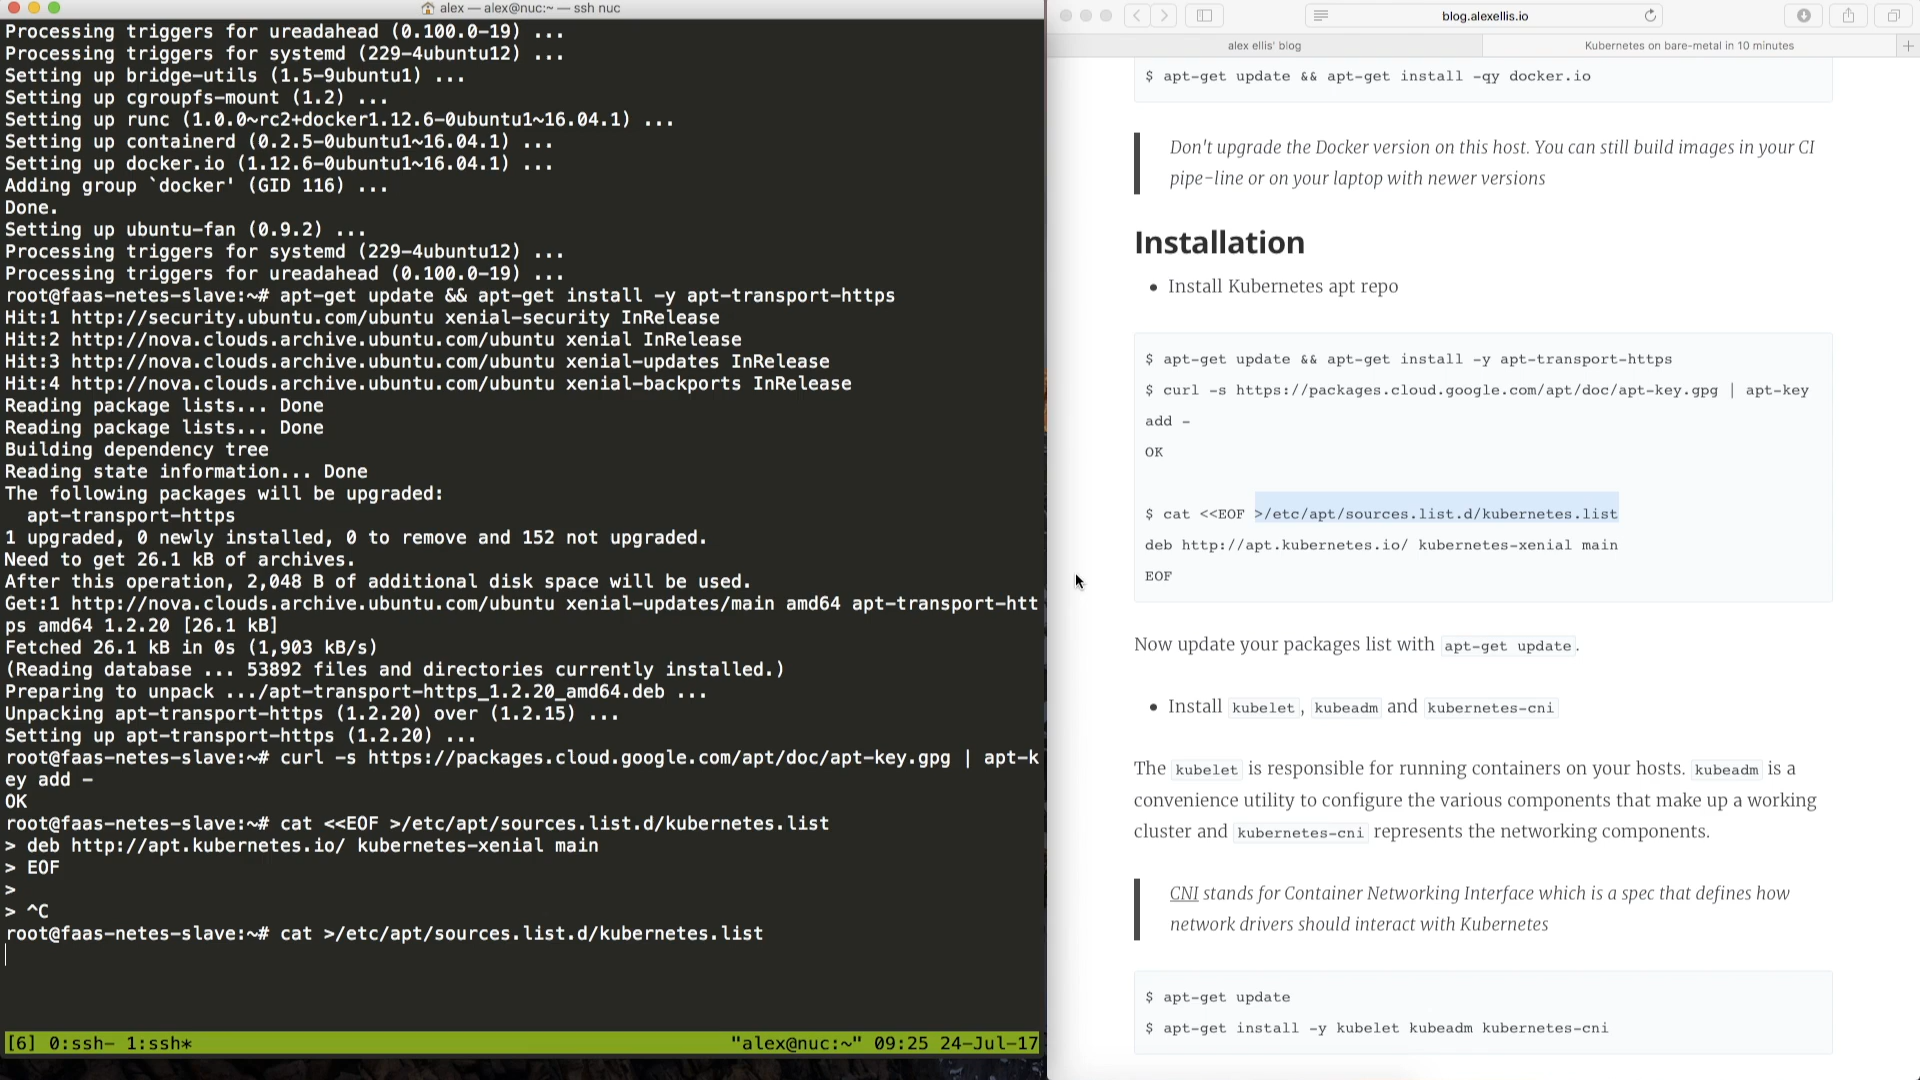 alex — alex@nuc:~ — ssh nuc
Processing triggers for ureadahead (0.100.0-19) ...
Processing triggers for systemd (229-4ubuntu12) ...
Setting up bridge-utils (1.5-9ubuntu1) ...
Setting up cgroupfs-mount (1.2) ...
Setting up runc (1.0.0~rc2+docker1.12.6-0ubuntu1~16.04.1) ...
Setting up containerd (0.2.5-0ubuntu1~16.04.1) ...
Setting up docker.io (1.12.6-0ubuntu1~16.04.1) ...
Adding group `docker' (GID 116) ...
Done.
Setting up ubuntu-fan (0.9.2) ...
Processing triggers for systemd (229-4ubuntu12) ...
Processing triggers for ureadahead (0.100.0-19) ...
root@faas-netes-slave:~# apt-get update && apt-get install -y apt-transport-https
Hit:1 http://security.ubuntu.com/ubuntu xenial-security InRelease
Hit:2 http://nova.clouds.archive.ubuntu.com/ubuntu xenial InRelease
Hit:3 http://nova.clouds.archive.ubuntu.com/ubuntu xenial-updates InRelease
Hit:4 http://nova.clouds.archive.ubuntu.com/ubuntu xenial-backports InRelease
Reading package lists... Done
Reading package lists... Done
Building dependency tree
Reading state information... Done
The following packages will be upgraded:
  apt-transport-https
1 upgraded, 0 newly installed, 0 to remove and 152 not upgraded.
Need to get 26.1 kB of archives.
After this operation, 2,048 B of additional disk space will be used.
Get:1 http://nova.clouds.archive.ubuntu.com/ubuntu xenial-updates/main amd64 apt-transport-htt
ps amd64 1.2.20 [26.1 kB]
Fetched 26.1 kB in 0s (1,903 kB/s)
(Reading database ... 53892 files and directories currently installed.)
Preparing to unpack .../apt-transport-https_1.2.20_amd64.deb ...
Unpacking apt-transport-https (1.2.20) over (1.2.15) ...
Setting up apt-transport-https (1.2.20) ...
root@faas-netes-slave:~# curl -s https://packages.cloud.google.com/apt/doc/apt-key.gpg | apt-k
ey add -
OK
root@faas-netes-slave:~# cat <<EOF >/etc/apt/sources.list.d/kubernetes.list
> deb http://apt.kubernetes.io/ kubernetes-xenial main
> EOF
>
> ^C
root@faas-netes-slave:~# cat >/etc/apt/sources.list.d/kubernetes.list
[6] 0:ssh- 1:ssh* "alex@nuc:~" 09:25 24-Jul-17
blog.alexellis.io
alex ellis' blog
Kubernetes on bare-metal in 10 minutes
$ apt-get update && apt-get install -qy docker.io
Don't upgrade the Docker version on this host. You can still build images in your CI
pipe-line or on your laptop with newer versions
Installation
• Install Kubernetes apt repo
$ apt-get update && apt-get install -y apt-transport-https
$ curl -s https://packages.cloud.google.com/apt/doc/apt-key.gpg | apt-key
add -
OK
$ cat <<EOF >/etc/apt/sources.list.d/kubernetes.list
deb http://apt.kubernetes.io/ kubernetes-xenial main
EOF
Now update your packages list with apt-get update.
• Install kubelet, kubeadm and kubernetes-cni
The kubelet is responsible for running containers on your hosts. kubeadm is a
convenience utility to configure the various components that make up a working
cluster and kubernetes-cni represents the networking components.
CNI stands for Container Networking Interface which is a spec that defines how
network drivers should interact with Kubernetes
$ apt-get update
$ apt-get install -y kubelet kubeadm kubernetes-cni